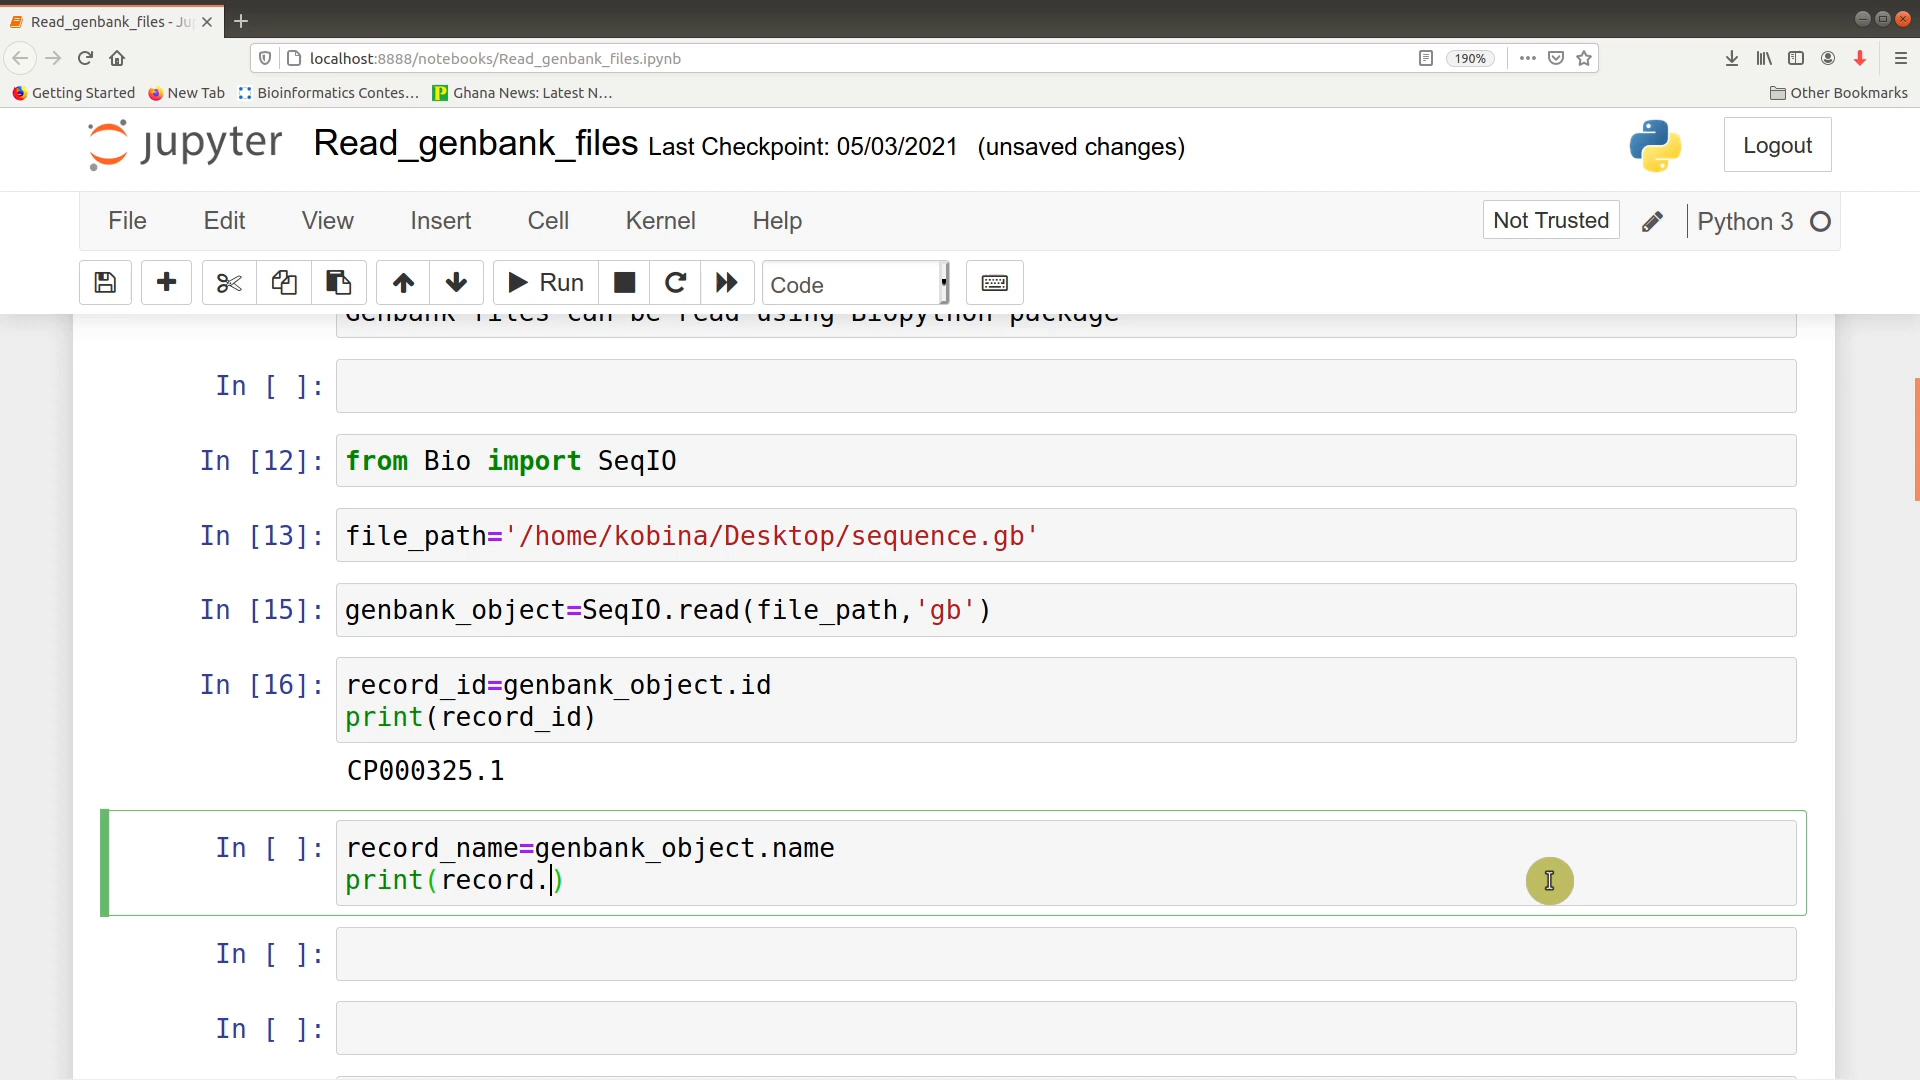 Read_genbank_files - Ju
localhost:8888/notebooks/Read_genbank_files.ipynb
190%
Getting Started
New Tab
Bioinformatics Contes...
Ghana News: Latest N...
Other Bookmarks
jupyter
Read_genbank_files Last Checkpoint: 05/03/2021 (unsaved changes)
Logout
File Edit View Insert Cell Kernel Help
Not Trusted
Python 3
Run
Code
Genbank files can be read using Biopython package
In [ ]:
In [12]: from Bio import SeqIO
In [13]: file_path='/home/kobina/Desktop/sequence.gb'
In [15]: genbank_object=SeqIO.read(file_path,'gb')
In [16]: record_id=genbank_object.id
print(record_id)
CP000325.1
In [ ]: record_name=genbank_object.name
print(record.)
In [ ]:
In [ ]: